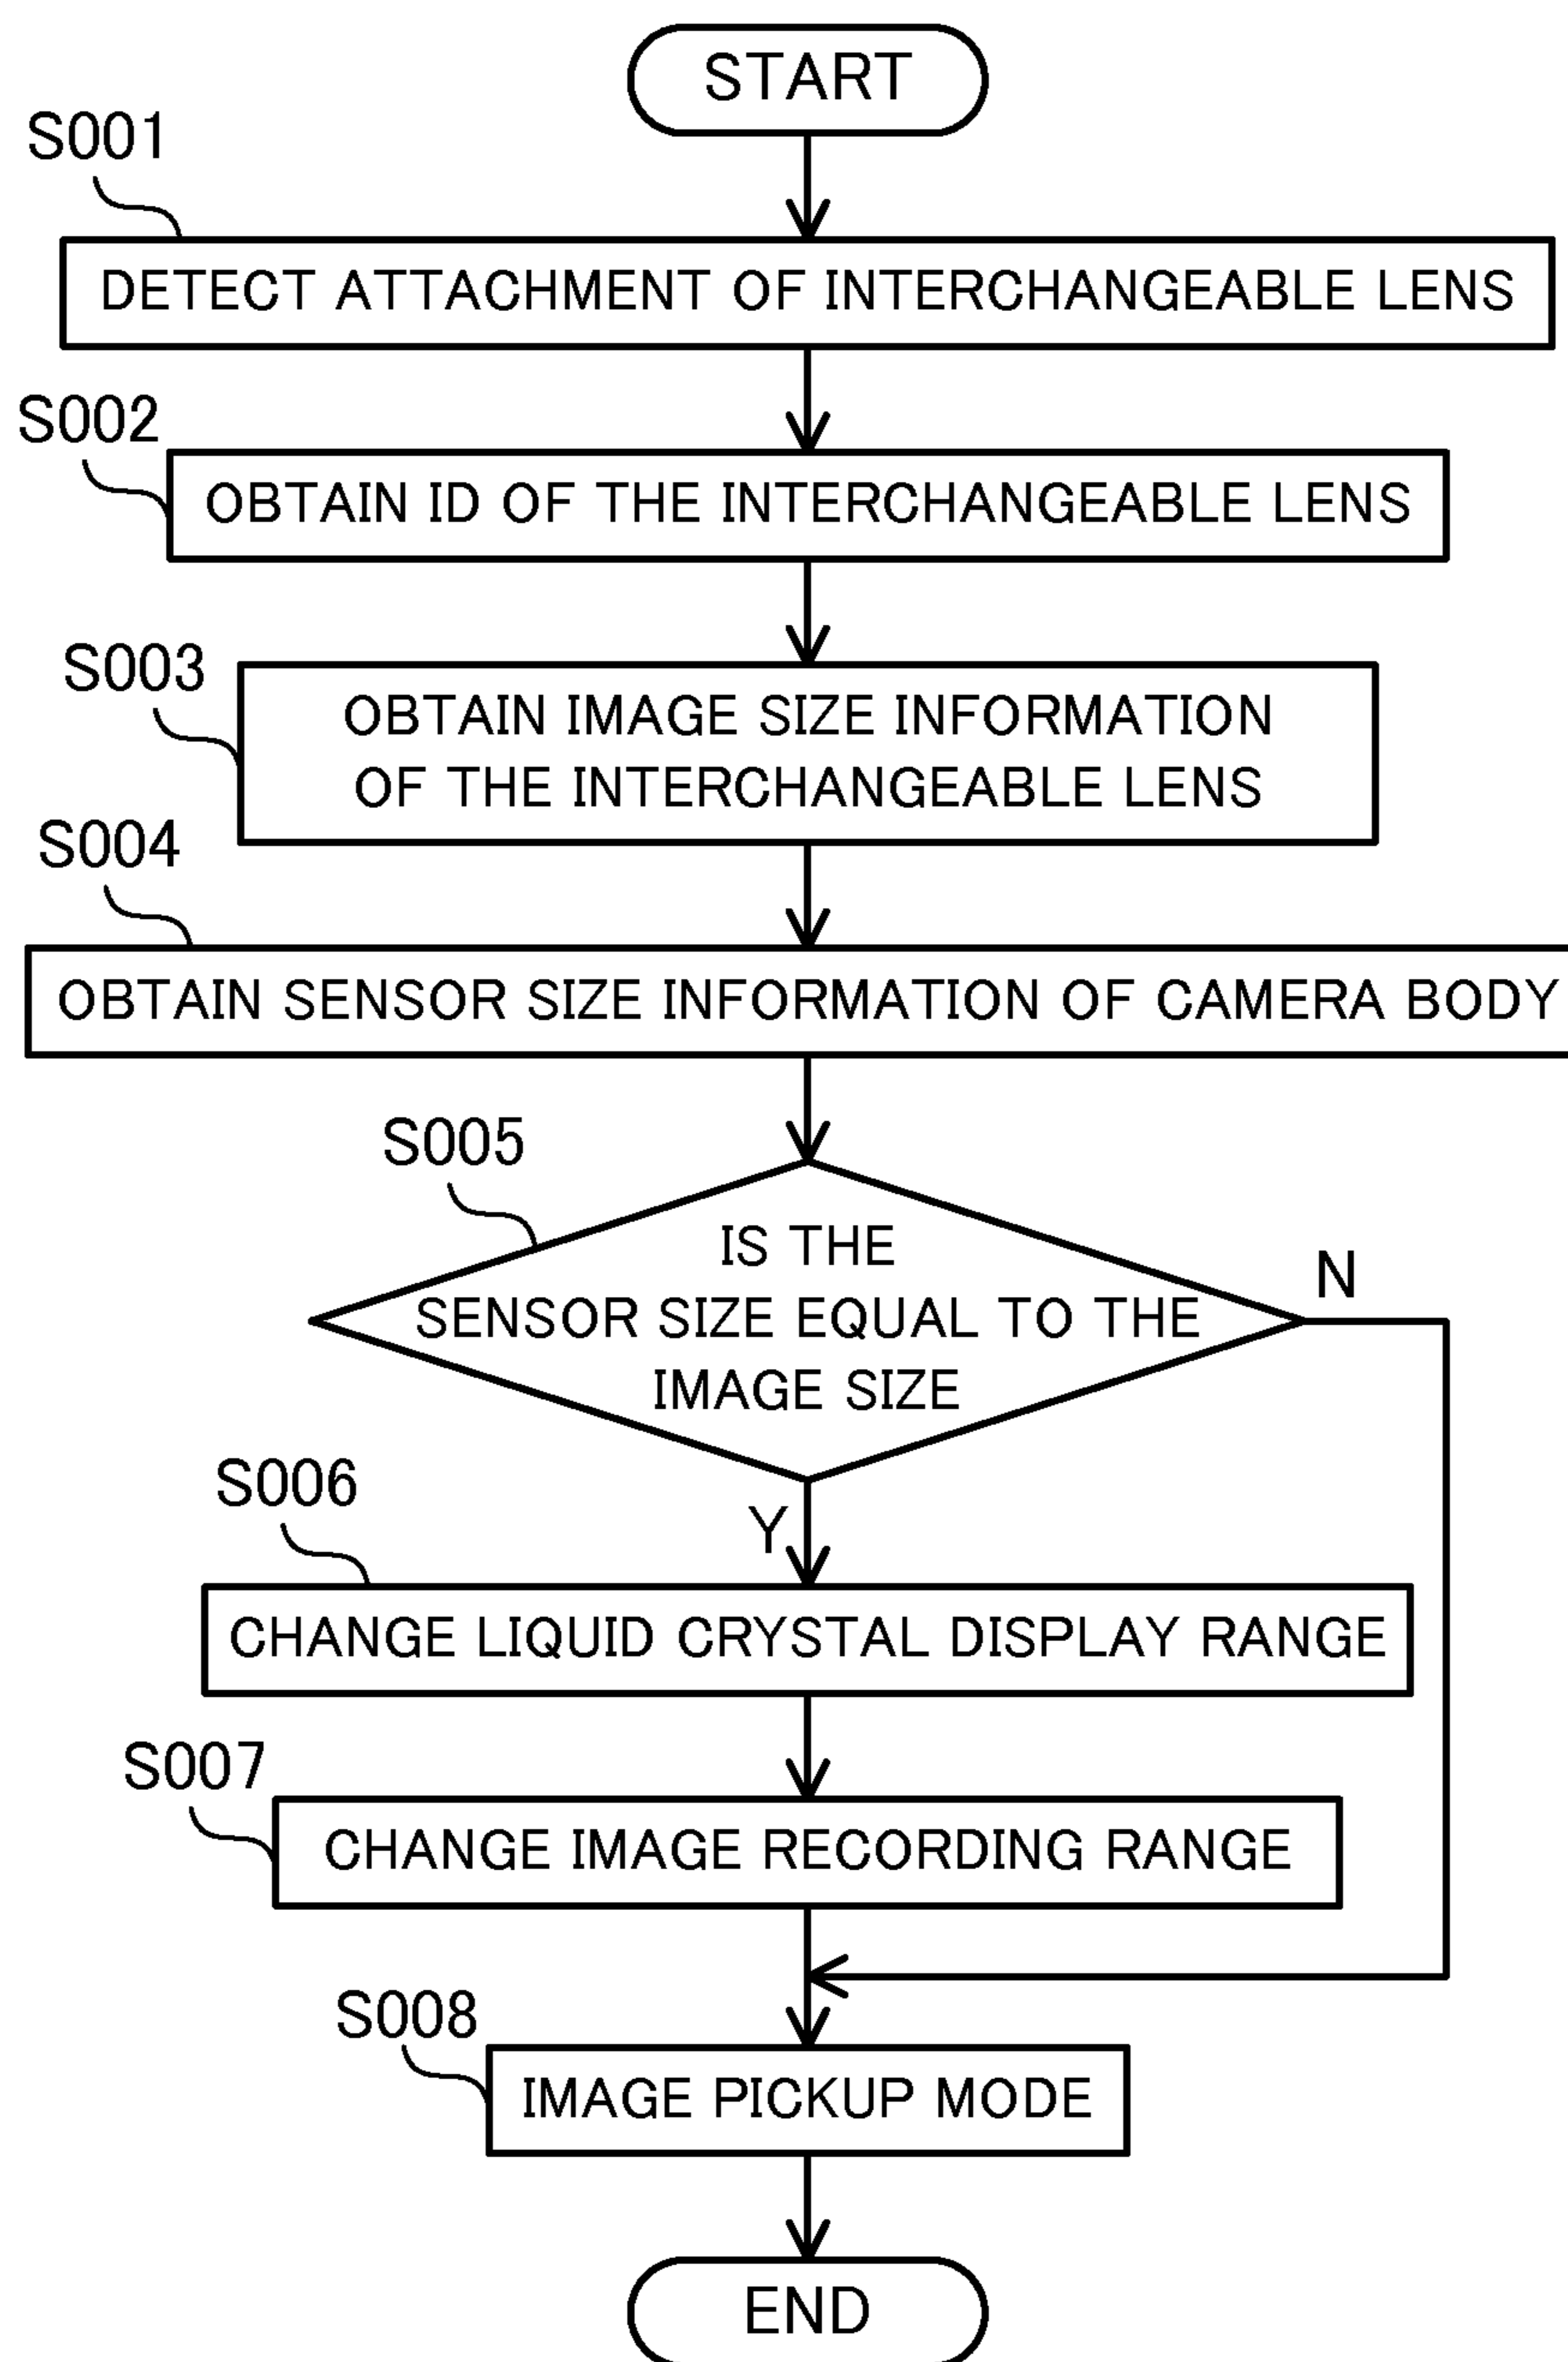 START
S001
DETECT ATTACHMENT OF INTERCHANGEABLE LENS
S002
OBTAIN ID OF THE INTERCHANGEABLE LENS
S003
OBTAIN IMAGE SIZE INFORMATION
OF THE INTERCHANGEABLE LENS
S004
OBTAIN SENSOR SIZE INFORMATION OF CAMERA BODY
S005
IS THE
SENSOR SIZE EQUAL TO THE
IMAGE SIZE
N
Y
S006
CHANGE LIQUID CRYSTAL DISPLAY RANGE
S007
CHANGE IMAGE RECORDING RANGE
S008
IMAGE PICKUP MODE
END